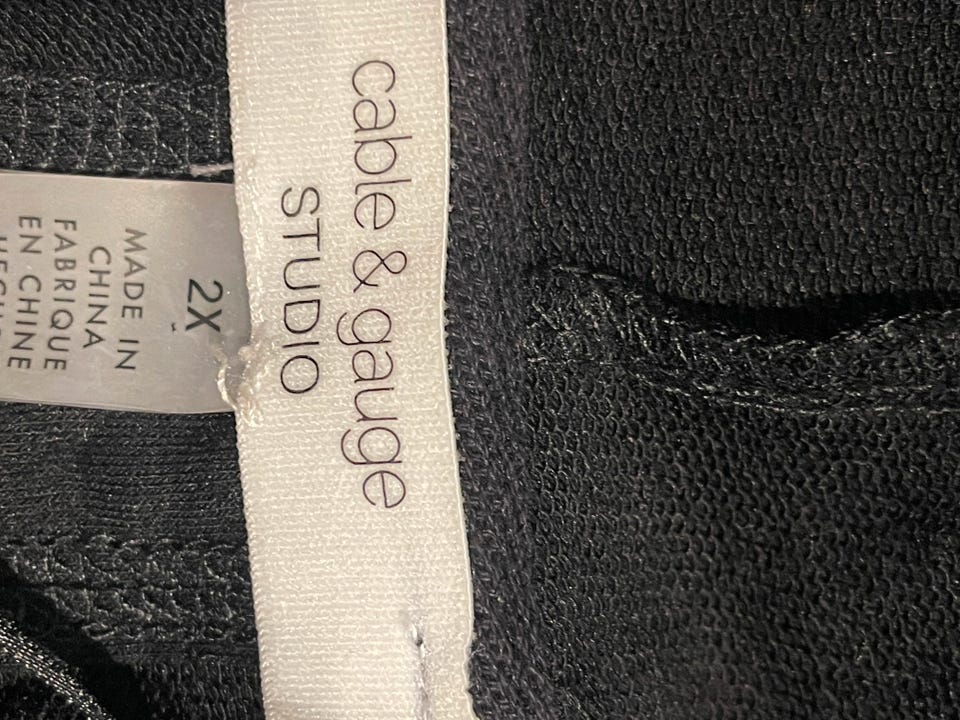 cable & gauge
STUDIO
2X
MADE IN
CHINA
FABRIQUE
EN CHINE